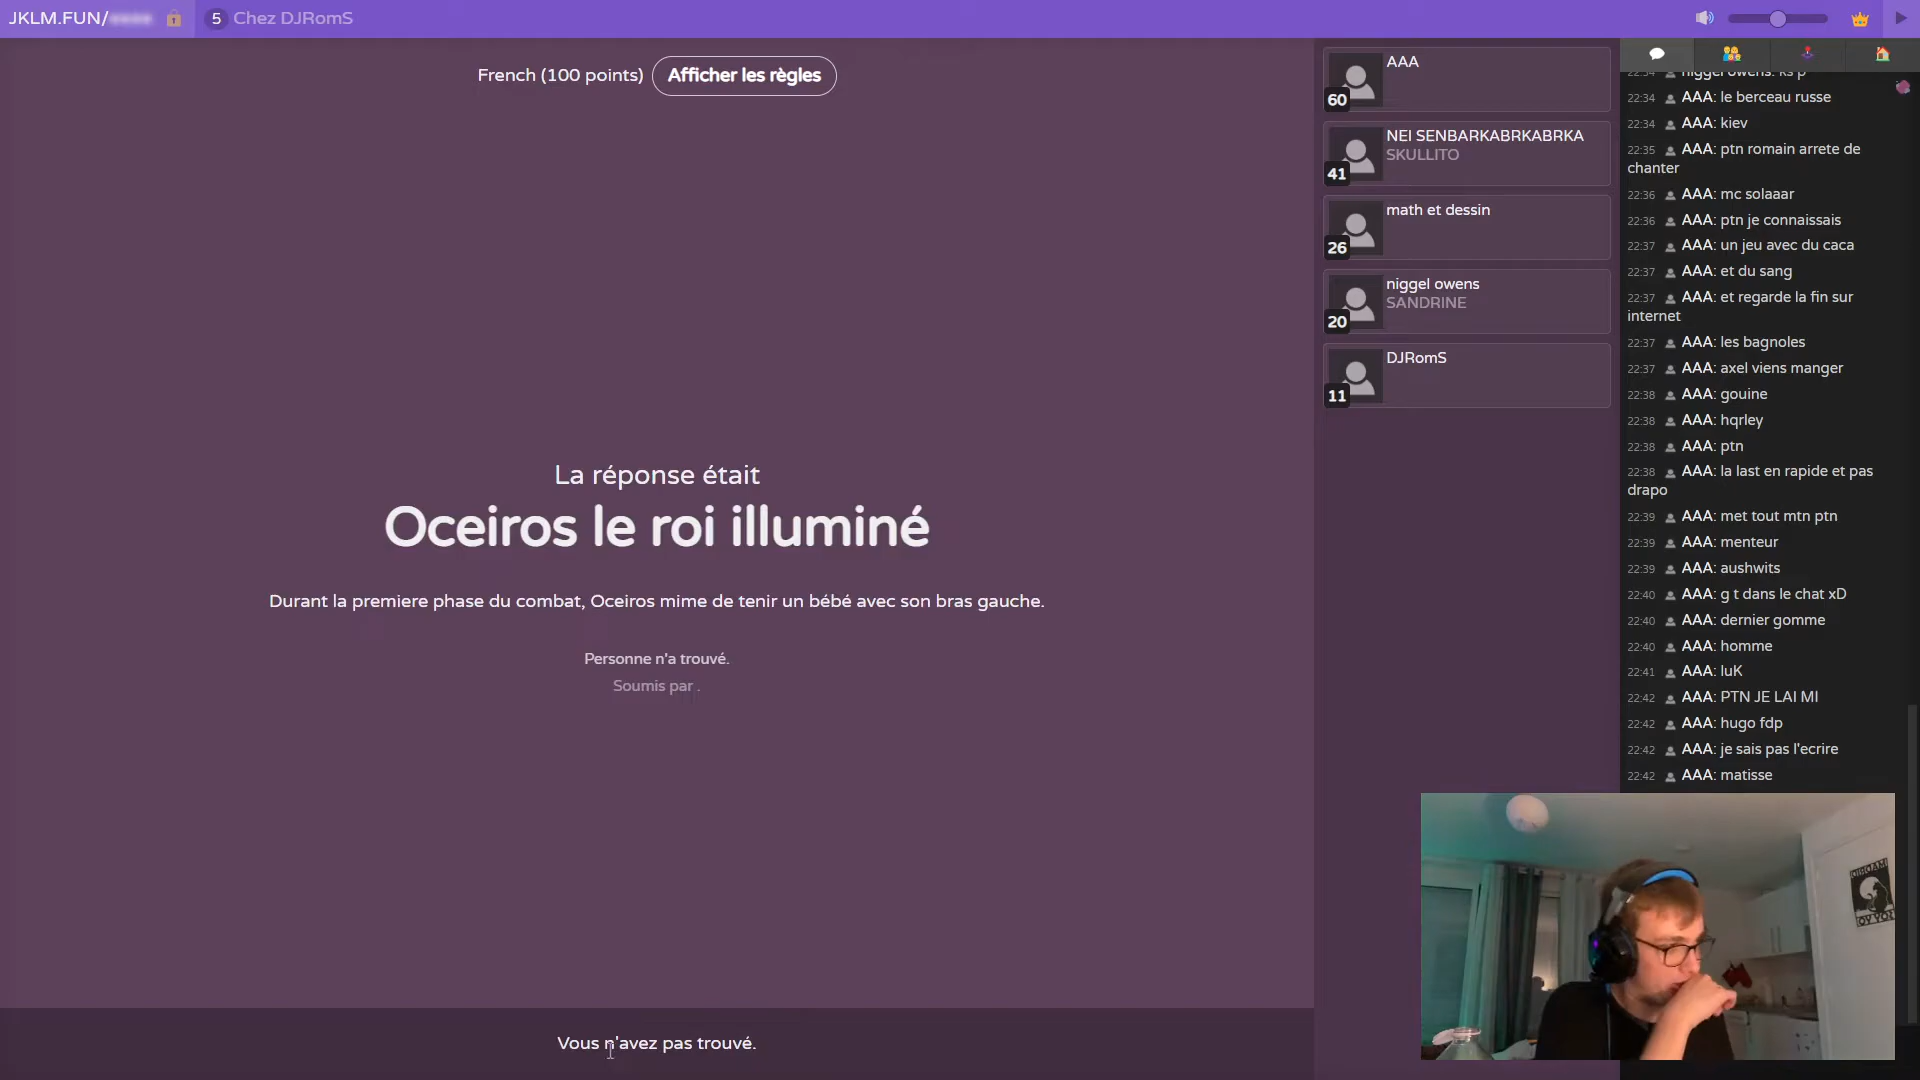 JKLM.FUN/
5 Chez DJRomS
French (100 points) Afficher les règles
La réponse était
Oceiros le roi illuminé
Durant la premiere phase du combat, Oceiros mime de tenir un bébé avec son bras gauche.
Personne n'a trouvé.
Soumis par .
Vous n'avez pas trouvé.
AAA
60
NEI SENBARKABRKABRKA
SKULLITO
41
math et dessin
26
niggel owens
SANDRINE
20
DJRomS
11
22:34 niggel owens: ks p
22:34 AAA: le berceau russe
22:34 AAA: kiev
22:35 AAA: ptn romain arrete de
chanter
22:36 AAA: mc solaaar
22:36 AAA: ptn je connaissais
22:37 AAA: un jeu avec du caca
22:37 AAA: et du sang
22:37 AAA: et regarde la fin sur
internet
22:37 AAA: les bagnoles
22:37 AAA: axel viens manger
22:38 AAA: gouine
22:38 AAA: hqrley
22:38 AAA: ptn
22:38 AAA: la last en rapide et pas
drapo
22:39 AAA: met tout mtn ptn
22:39 AAA: menteur
22:39 AAA: aushwits
22:40 AAA: g t dans le chat xD
22:40 AAA: dernier gomme
22:40 AAA: homme
22:41 AAA: luK
22:42 AAA: PTN JE LAI MI
22:42 AAA: hugo fdp
22:42 AAA: je sais pas l'ecrire
22:42 AAA: matisse